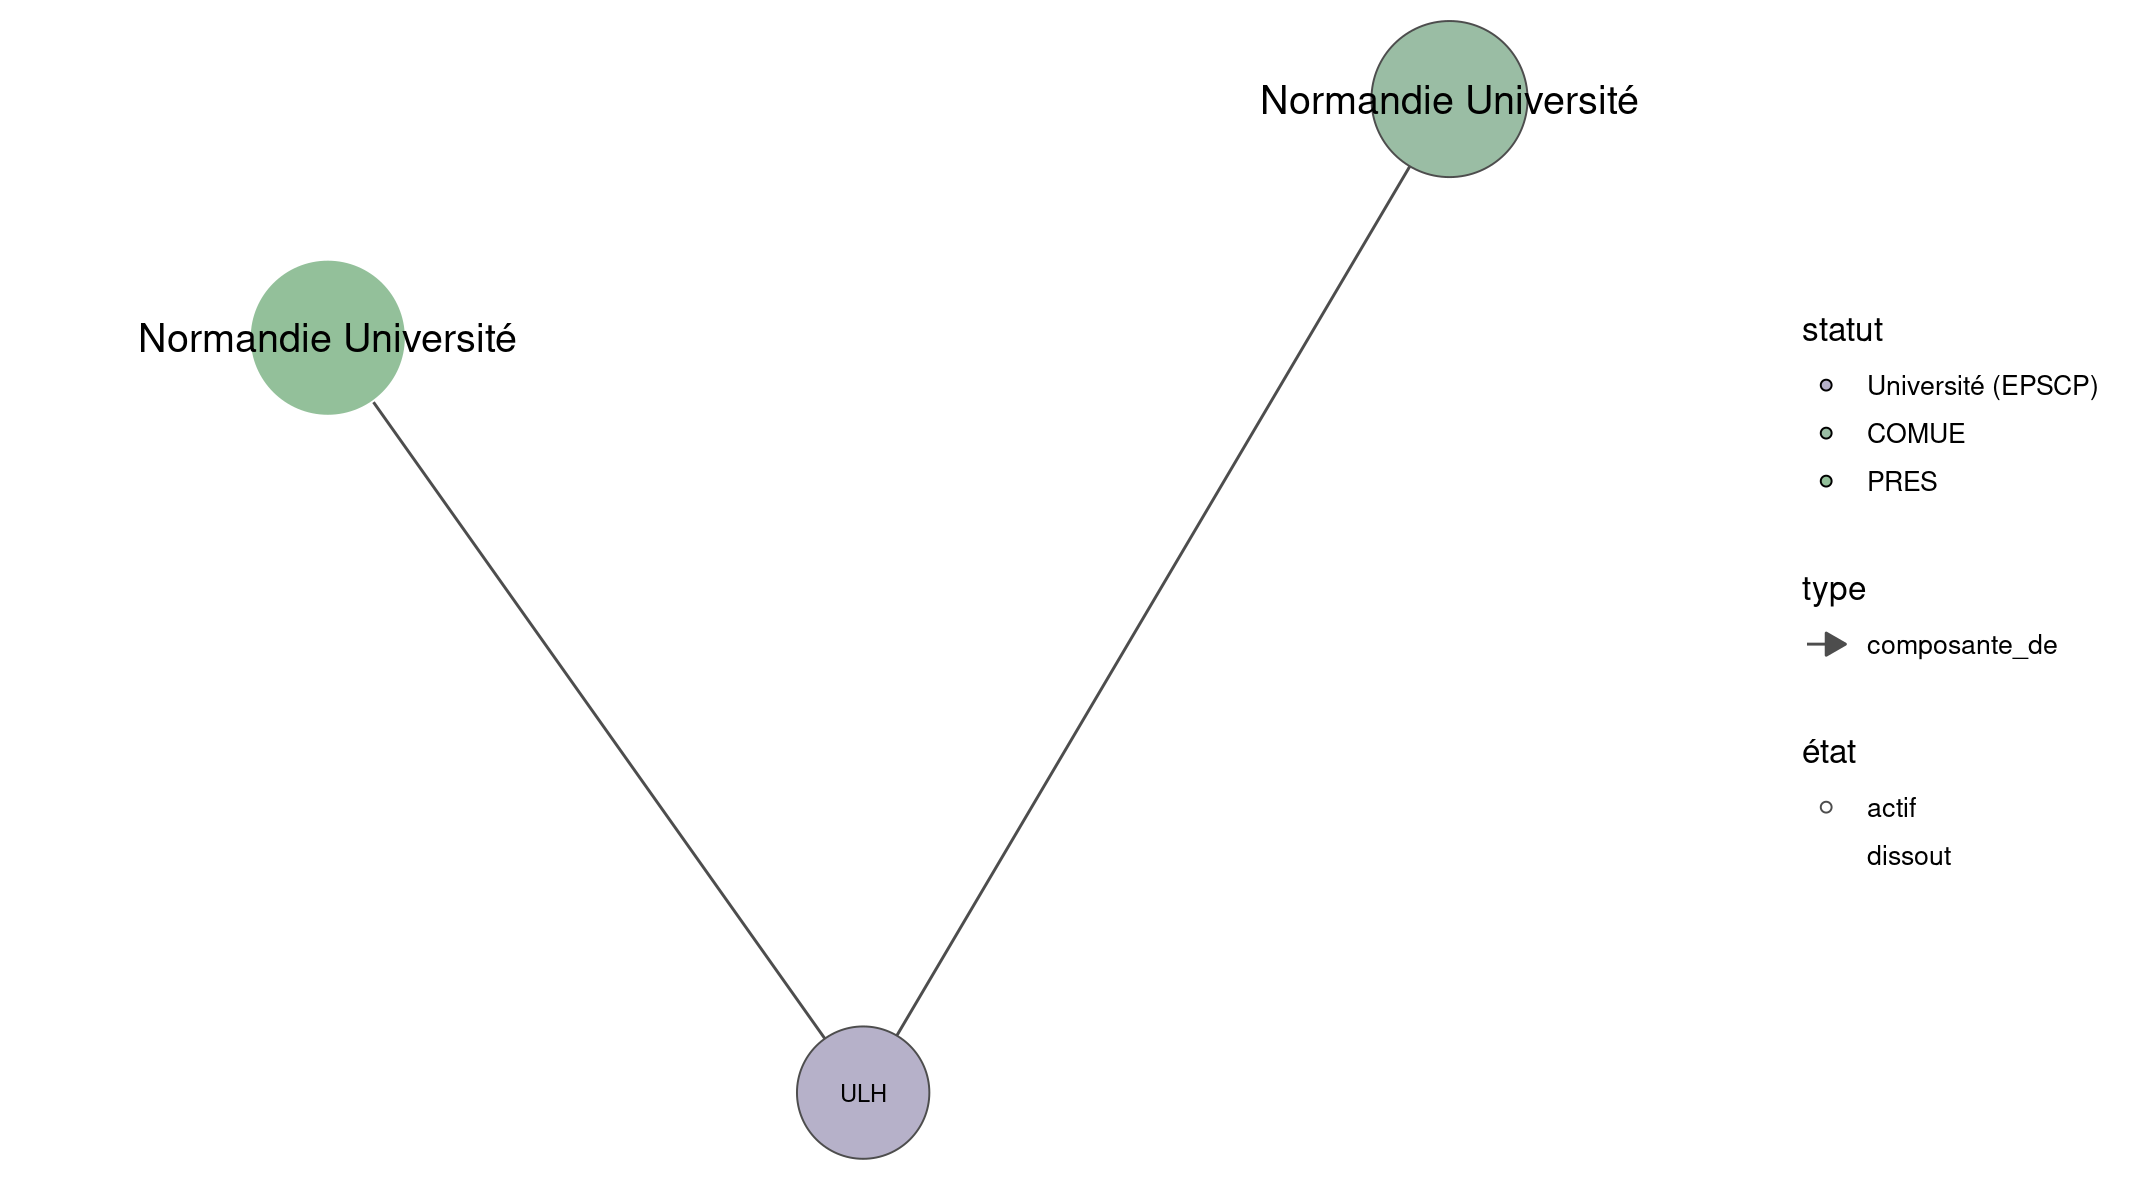 Normandie Université
Normandie Université
ULH
statut
Université (EPSCP)
COMUE
PRES
type
composante_de
état
actif
dissout